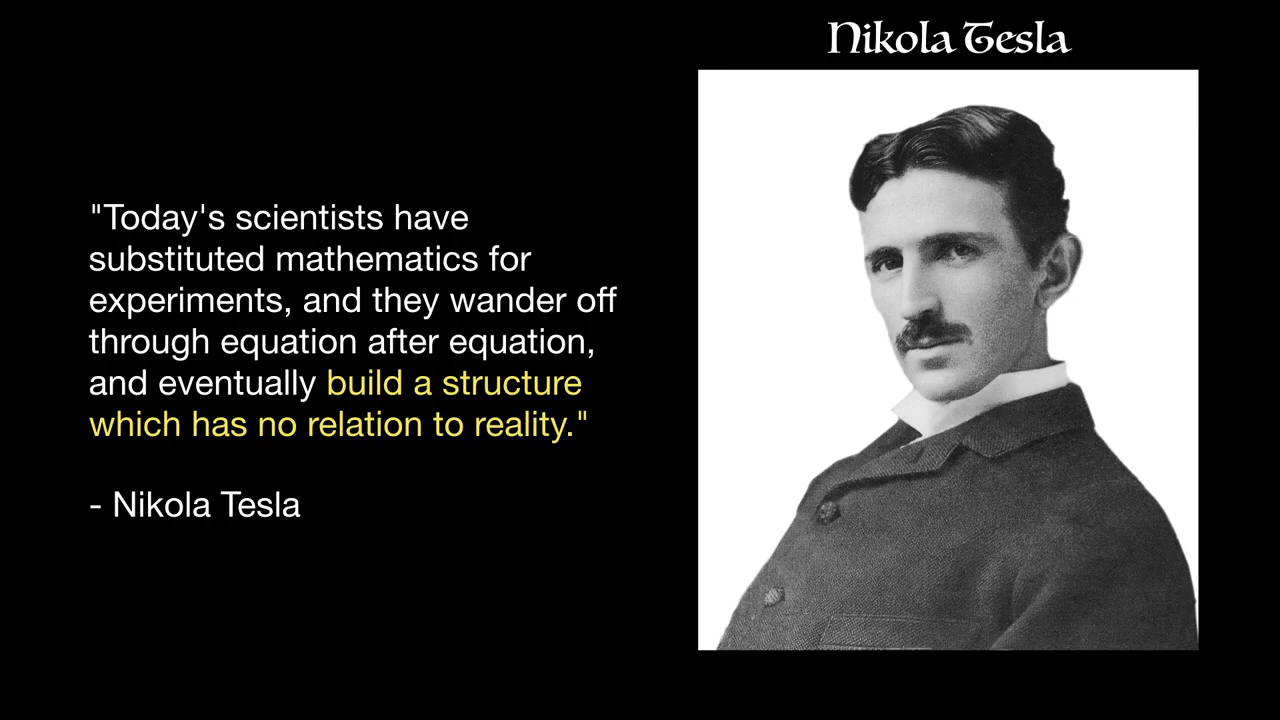 Nikola Tesla
"Today's scientists have
substituted mathematics for
experiments, and they wander off
through equation after equation,
and eventually build a structure
which has no relation to reality."
- Nikola Tesla